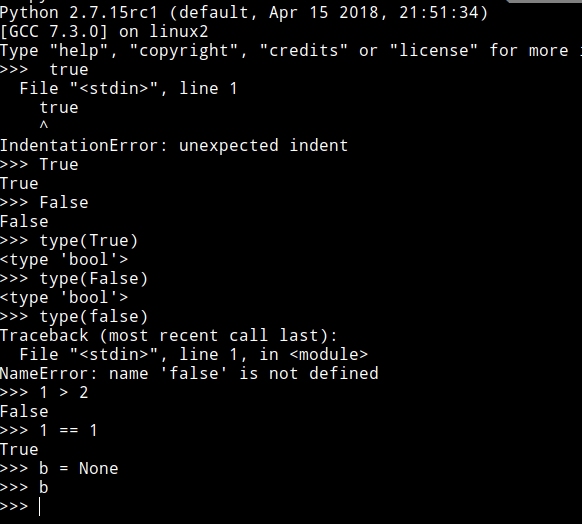 Python 2.7.15rc1 (default, Apr 15 2018, 21:51:34)
[GCC 7.3.0] on linux2
Type "help", "copyright", "credits" or "license" for more
>>>  true
  File "<stdin>", line 1
    true
    ^
IndentationError: unexpected indent
>>> True
True
>>> False
False
>>> type(True)
<type 'bool'>
>>> type(False)
<type 'bool'>
>>> type(false)
Traceback (most recent call last):
  File "<stdin>", line 1, in <module>
NameError: name 'false' is not defined
>>> 1 > 2
False
>>> 1 == 1
True
>>> b = None
>>> b
>>>